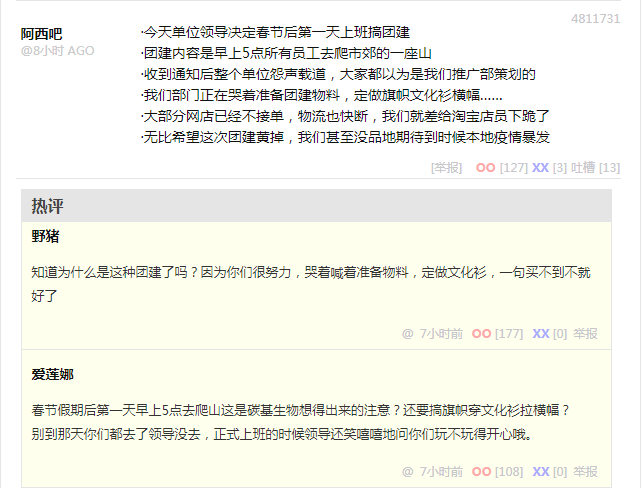 4811731
阿西吧
@8小时 AGO
·今天单位领导决定春节后第一天上班搞团建
·团建内容是早上5点所有员工去爬市郊的一座山
·收到通知后整个单位怨声载道，大家都以为是我们推广部策划的
·我们部门正在哭着准备团建物料，定做旗帜文化衫横幅......
·大部分网店已经不接单，物流也快断，我们就差给淘宝店员下跪了
·无比希望这次团建黄掉，我们甚至没品地期待到时候本地疫情暴发
[举报] OO [127] XX [3] 吐槽 [13]
热评
野猪
知道为什么是这种团建了吗？因为你们很努力，哭着喊着准备物料，定做文化衫，一句买不到不就
好了
@ 7小时前 OO [177] XX [0] 举报
爱莲娜
春节假期后第一天早上5点去爬山这是碳基生物想得出来的注意？还要搞旗帜穿文化衫拉横幅？
别到那天你们都去了领导没去，正式上班的时候领导还笑嘻嘻地问你们玩不玩得开心哦。
@ 7小时前 OO [108] XX [0] 举报